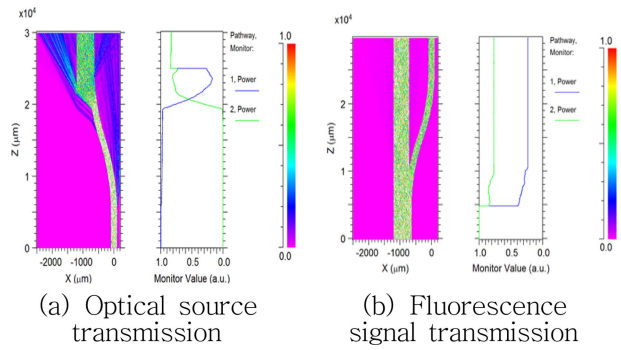 x10⁴
3
2
1
0
Z (μm)
-2000
-1000
0
X (μm)
1.0
0.5
0.0
Monitor Value (a.u.)
Pathway,
Monitor:
1, Power
2, Power
1.0
0.0
(a) Optical source
transmission
x10⁴
3
2
1
0
Z (μm)
-2000
-1000
0
X (μm)
1.0
0.5
0.0
Monitor Value (a.u.)
Pathway,
Monitor:
1, Power
2, Power
1.0
0.0
(b) Fluorescence
signal transmission